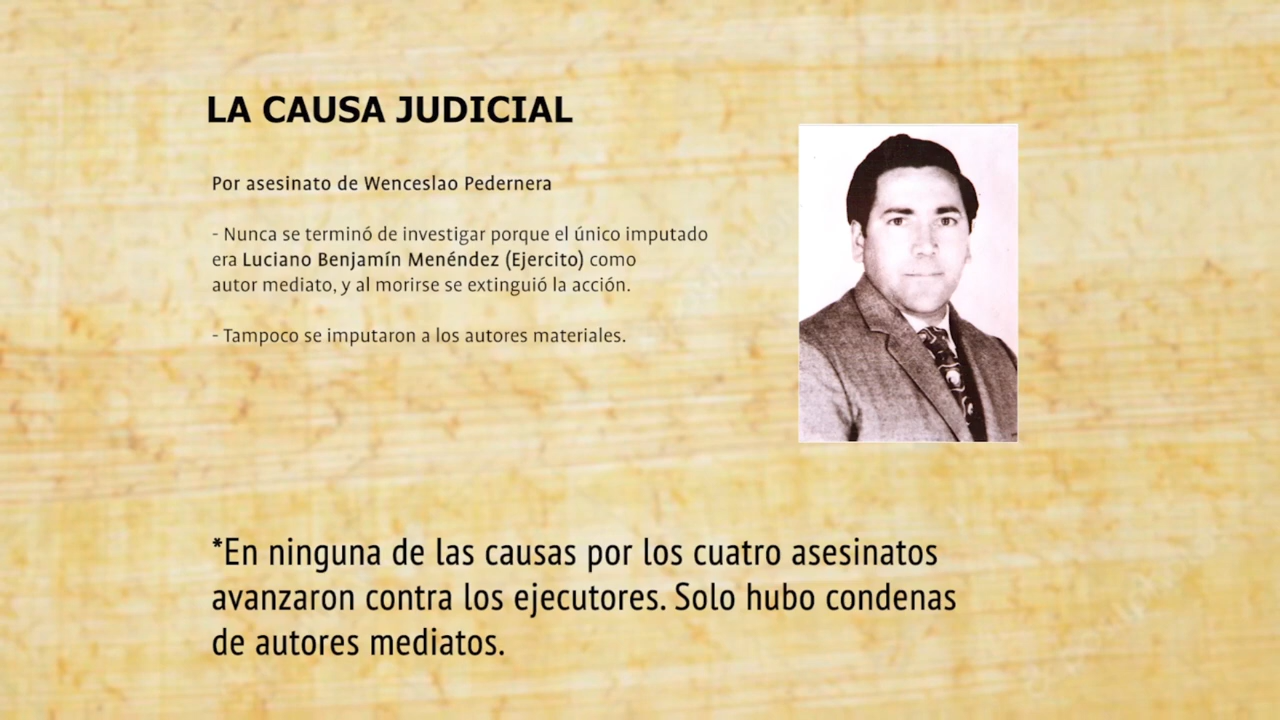 LA CAUSA JUDICIAL
Por asesinato de Wenceslao Pedernera
- Nunca se terminó de investigar porque el único imputado
era Luciano Benjamín Menéndez (Ejercito) como
autor mediato, y al morirse se extinguió la acción.
- Tampoco se imputaron a los autores materiales.
*En ninguna de las causas por los cuatro asesinatos
avanzaron contra los ejecutores. Solo hubo condenas
de autores mediatos.